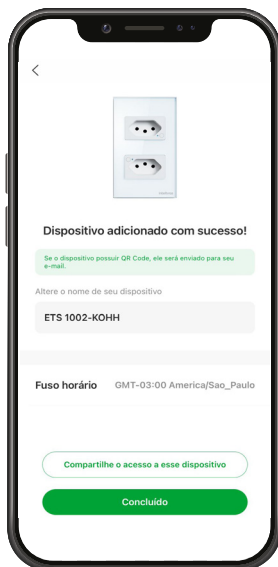 Dispositivo adicionado com sucesso!
Se o dispositivo possuir QR Code, ele será enviado para seu
e-mail.
Altere o nome de seu dispositivo
ETS 1002-KOHH
Fuso horário GMT-03:00 America/Sao_Paulo
Compartilhe o acesso a esse dispositivo
Concluído